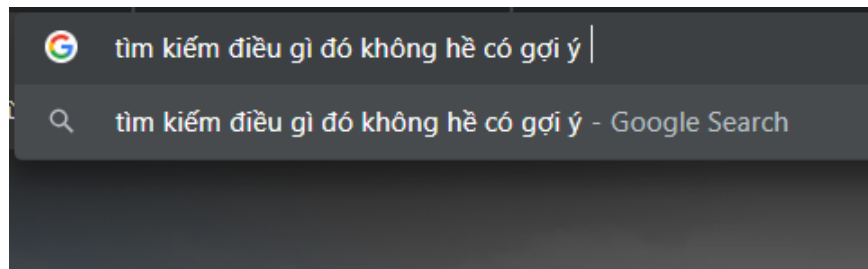 tìm kiếm điều gì đó không hề có gợi ý
tìm kiếm điều gì đó không hề có gợi ý - Google Search